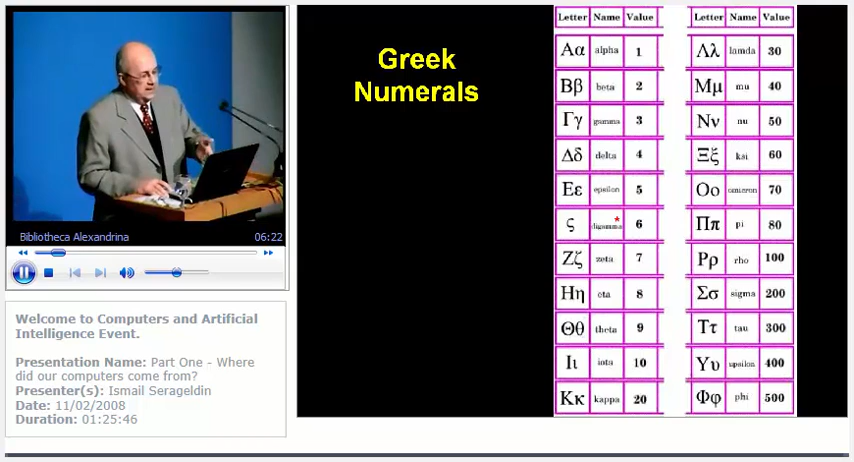 Bibliotheca Alexandrina 06:22
Welcome to Computers and Artificial
Intelligence Event.
Presentation Name: Part One - Where
did our computers come from?
Presenter(s): Ismail Serageldin
Date: 11/02/2008
Duration: 01:25:46
Greek
Numerals
Letter Name Value
Αα alpha 1
Ββ beta 2
Γγ gamma 3
Δδ delta 4
Εε epsilon 5
ς digamma* 6
Ζζ zeta 7
Ηη eta 8
Θθ theta 9
Ιι iota 10
Κκ kappa 20
Letter Name Value
Λλ lamda 30
Μμ mu 40
Νν nu 50
Ξξ ksi 60
Οο omicron 70
Ππ pi 80
Ρρ rho 100
Σσ sigma 200
Ττ tau 300
Υυ upsilon 400
Φφ phi 500